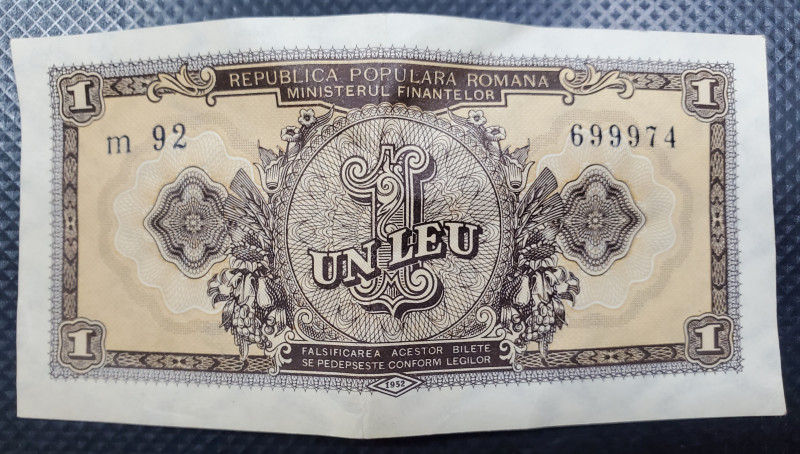 1 REPUBLICA POPULARA ROMANA 1
MINISTERUL FINANTELOR
m 92 699974
1
UN LEU
1 FALSIFICAREA ACESTOR BILETE 1
SE PEDEPSESTE CONFORM LEGILOR
1952